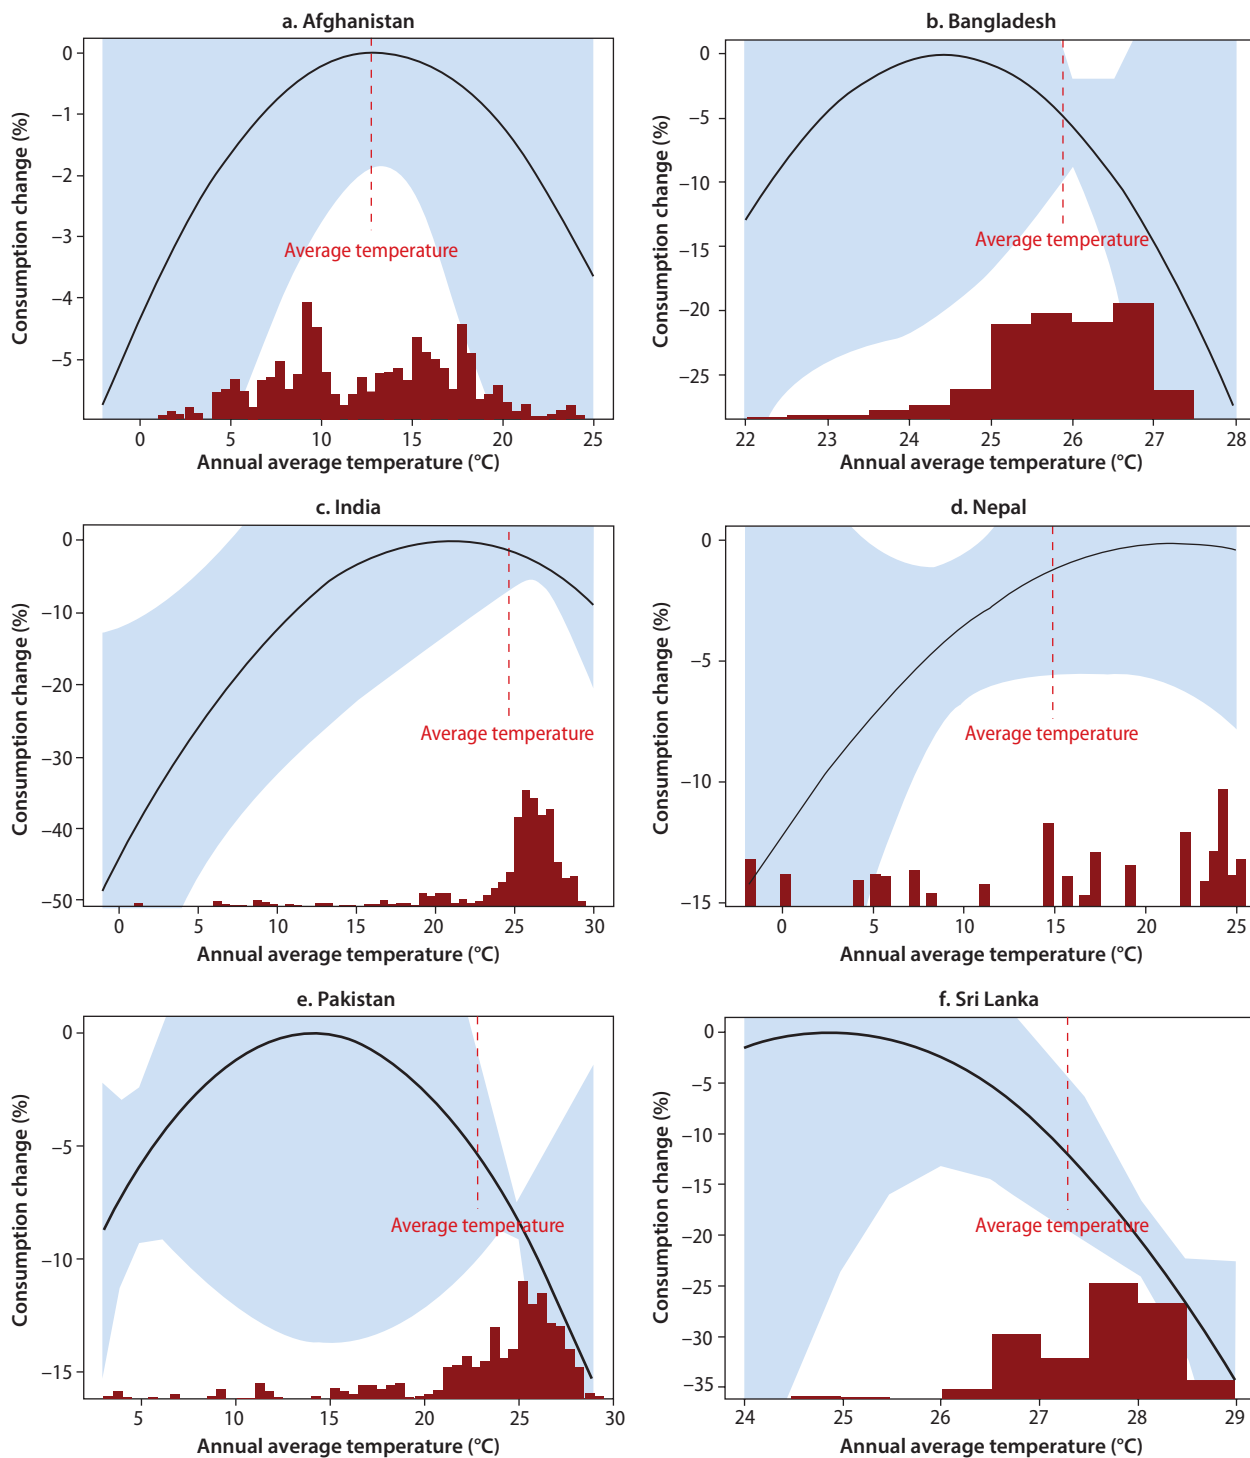 a. Afghanistan
Consumption change (%)
0
–1
–2
–3
–4
–5
Average temperature
0 5 10 15 20 25
Annual average temperature (°C)
b. Bangladesh
Consumption change (%)
0
–5
–10
–15
–20
–25
Average temperature
22 23 24 25 26 27 28
Annual average temperature (°C)
c. India
Consumption change (%)
0
–10
–20
–30
–40
–50
Average temperature
0 5 10 15 20 25 30
Annual average temperature (°C)
d. Nepal
Consumption change (%)
0
–5
–10
–15
Average temperature
0 5 10 15 20 25
Annual average temperature (°C)
e. Pakistan
Consumption change (%)
0
–5
–10
–15
Average temperature
5 10 15 20 25 30
Annual average temperature (°C)
f. Sri Lanka
Consumption change (%)
0
–5
–10
–15
–20
–25
–30
–35
Average temperature
24 25 26 27 28 29
Annual average temperature (°C)